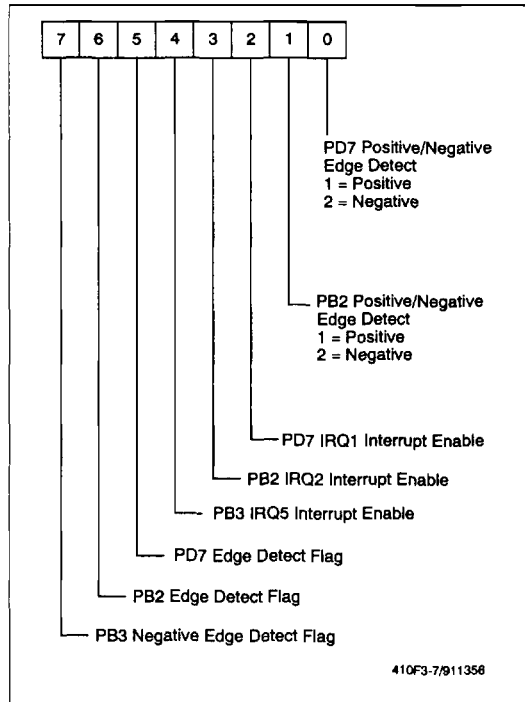 7 6 5 4 3 2 1 0
PD7 Positive/Negative
Edge Detect
1 = Positive
2 = Negative
PB2 Positive/Negative
Edge Detect
1 = Positive
2 = Negative
PD7 IRQ1 Interrupt Enable
PB2 IRQ2 Interrupt Enable
PB3 IRQ5 Interrupt Enable
PD7 Edge Detect Flag
PB2 Edge Detect Flag
PB3 Negative Edge Detect Flag
410F3-7/911356